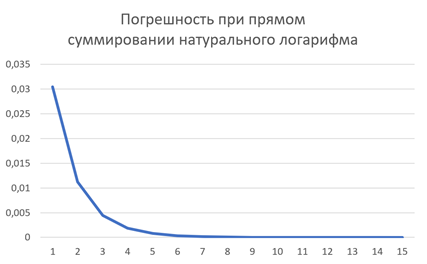 Погрешность при прямом
суммировании натурального логарифма
0,035
0,03
0,025
0,02
0,015
0,01
0,005
0
1 2 3 4 5 6 7 8 9 10 11 12 13 14 15